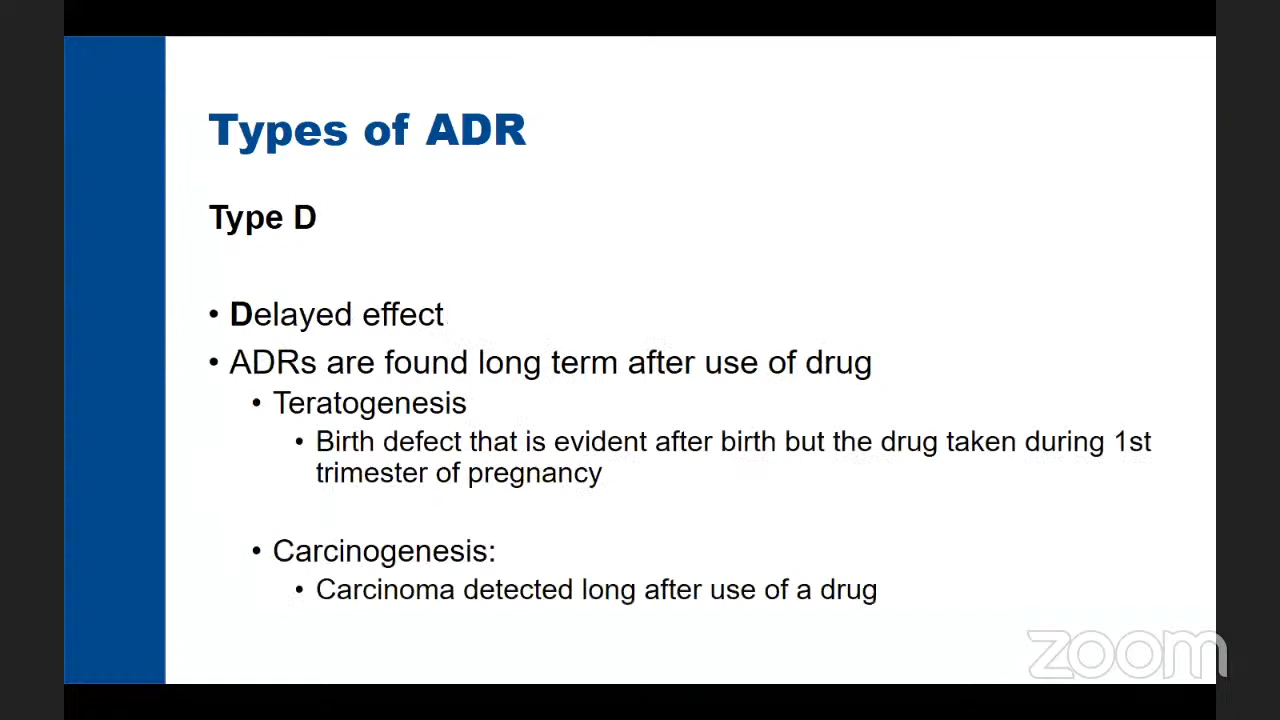 Types of ADR
Type D
• Delayed effect
• ADRs are found long term after use of drug
• Teratogenesis
• Birth defect that is evident after birth but the drug taken during 1st
trimester of pregnancy
• Carcinogenesis:
• Carcinoma detected long after use of a drug
zoom